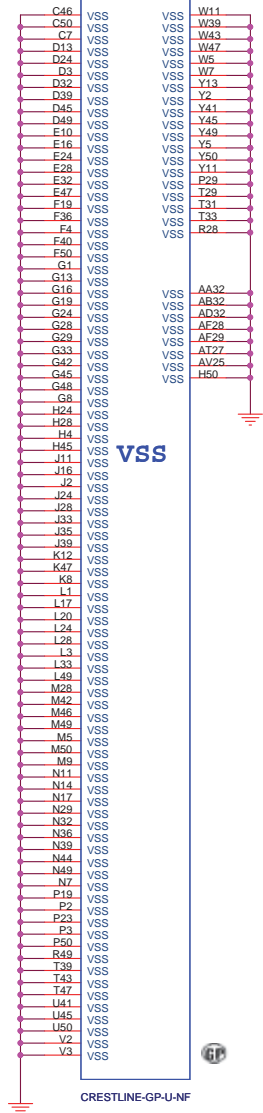 C46 VSS VSS W11
C50 VSS VSS W39
C7 VSS VSS W43
D13 VSS VSS W47
D24 VSS VSS W5
D3 VSS VSS W7
D32 VSS VSS Y13
D39 VSS VSS Y2
D45 VSS VSS Y41
D49 VSS VSS Y45
E10 VSS VSS Y49
E16 VSS VSS Y5
E24 VSS VSS Y50
E28 VSS VSS Y11
E32 VSS VSS P29
E47 VSS VSS T29
F19 VSS VSS T31
F36 VSS VSS T33
F4 VSS VSS R28
F40 VSS
F50 VSS
G1 VSS
G13 VSS
G16 VSS VSS AA32
G19 VSS VSS AB32
G24 VSS VSS AD32
G28 VSS VSS AF28
G29 VSS VSS AF29
G33 VSS VSS AT27
G42 VSS VSS AV25
G45 VSS VSS H50
G48 VSS
G8 VSS
H24 VSS
H28 VSS
H4 VSS
H45 VSS
VSS
J11 VSS
J16 VSS
J2 VSS
J24 VSS
J28 VSS
J33 VSS
J35 VSS
J39 VSS
K12 VSS
K47 VSS
K8 VSS
L1 VSS
L17 VSS
L20 VSS
L24 VSS
L28 VSS
L3 VSS
L33 VSS
L49 VSS
M28 VSS
M42 VSS
M46 VSS
M49 VSS
M5 VSS
M50 VSS
M9 VSS
N11 VSS
N14 VSS
N17 VSS
N29 VSS
N32 VSS
N36 VSS
N39 VSS
N44 VSS
N49 VSS
N7 VSS
P19 VSS
P2 VSS
P23 VSS
P3 VSS
P50 VSS
R49 VSS
T39 VSS
T43 VSS
T47 VSS
U41 VSS
U45 VSS
U50 VSS
V2 VSS
V3 VSS
CRESTLINE-GP-U-NF